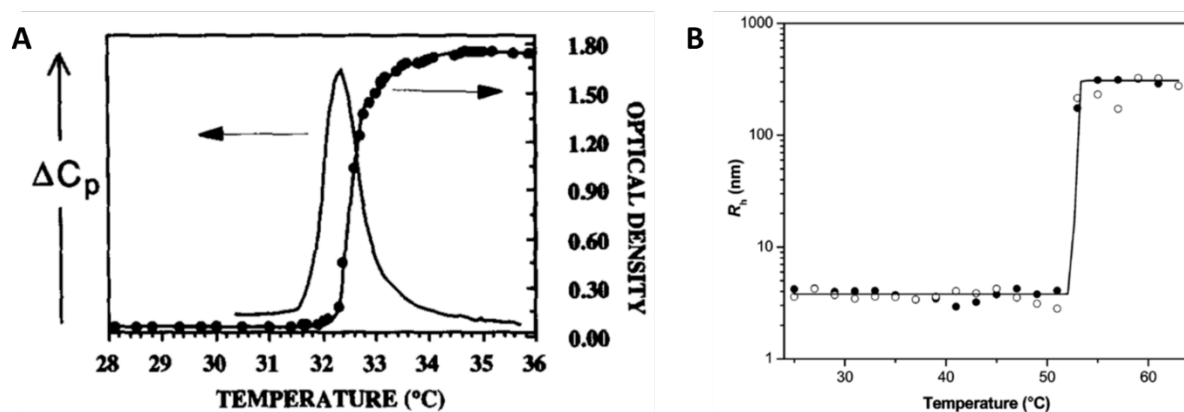 A
ΔCp
1.80
1.50
1.20
0.90
0.60
0.30
0.00
OPTICAL DENSITY
28 29 30 31 32 33 34 35 36
TEMPERATURE (°C)
B
1000
100
10
1
Rh (nm)
30 40 50 60
Temperature (°C)